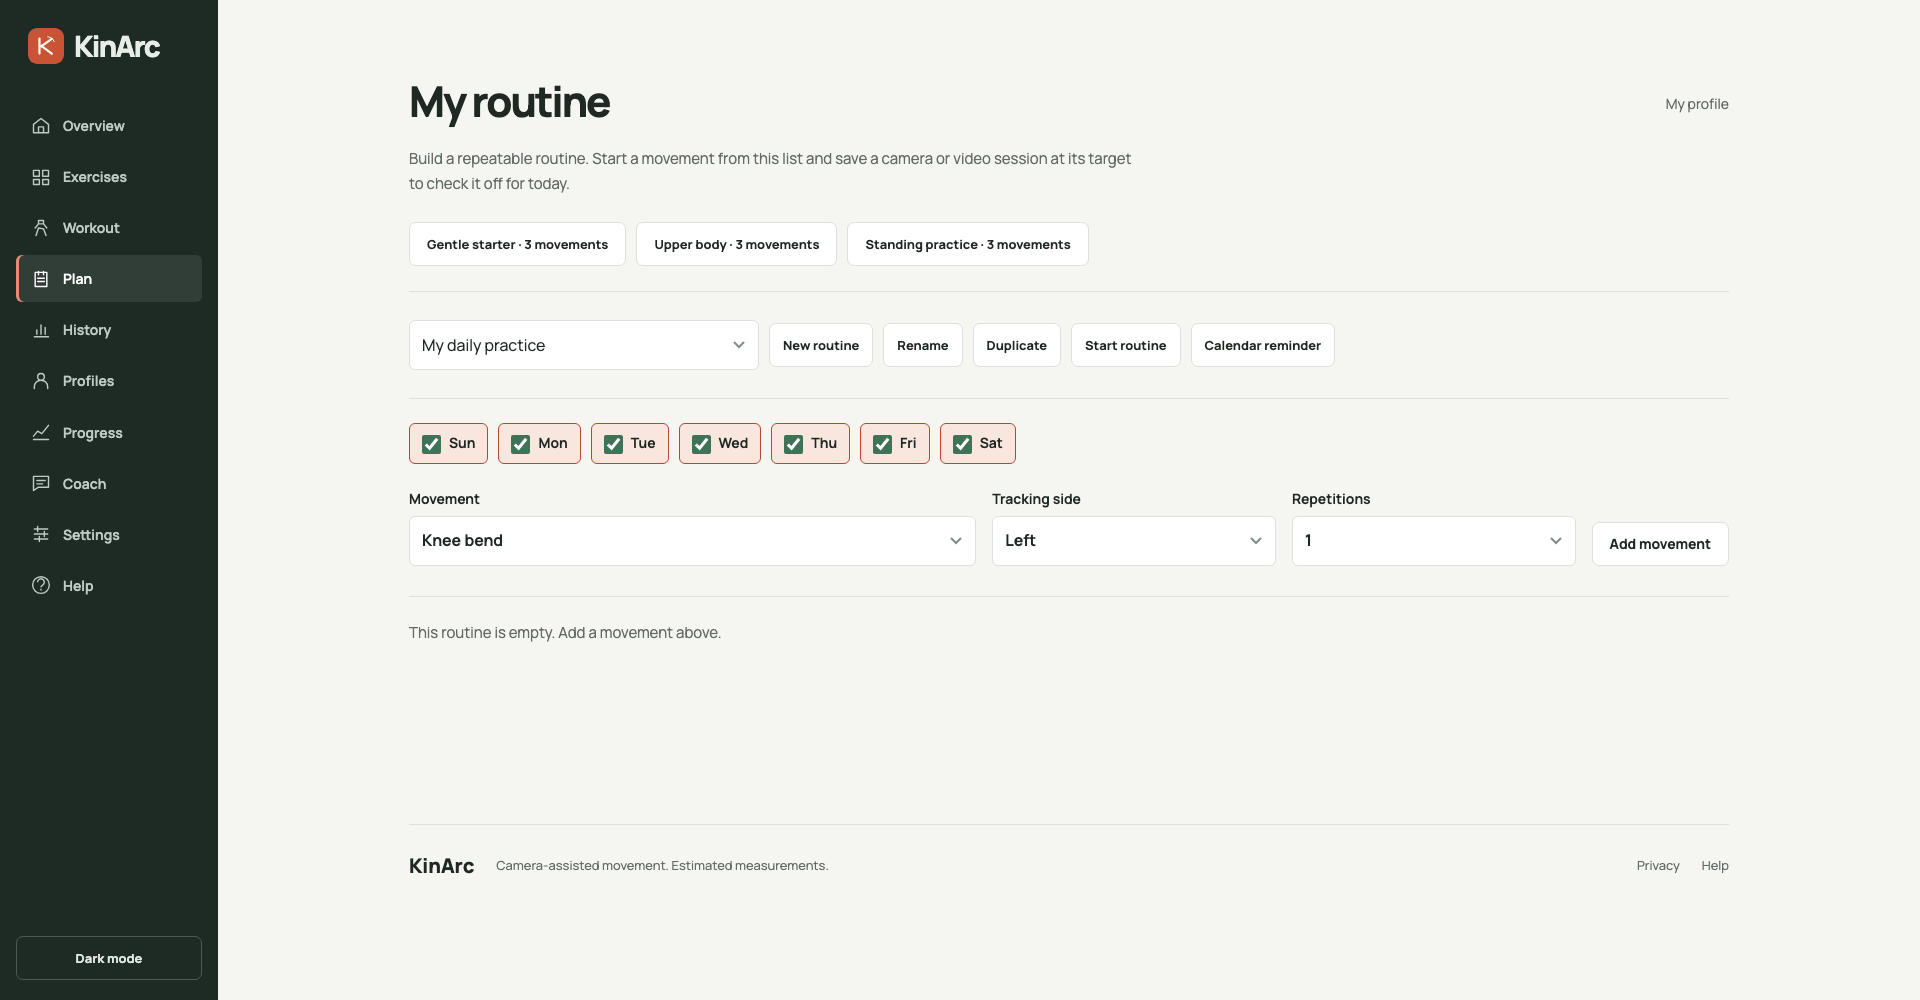 KinArc
Overview
Exercises
Workout
Plan
History
Profiles
Progress
Coach
Settings
Help
Dark mode
My routine
My profile
Build a repeatable routine. Start a movement from this list and save a camera or video session at its target
to check it off for today.
Gentle starter · 3 movements
Upper body · 3 movements
Standing practice · 3 movements
My daily practice
New routine
Rename
Duplicate
Start routine
Calendar reminder
Sun
Mon
Tue
Wed
Thu
Fri
Sat
Movement
Tracking side
Repetitions
Knee bend
Left
1
Add movement
This routine is empty. Add a movement above.
KinArc
Camera-assisted movement. Estimated measurements.
Privacy
Help